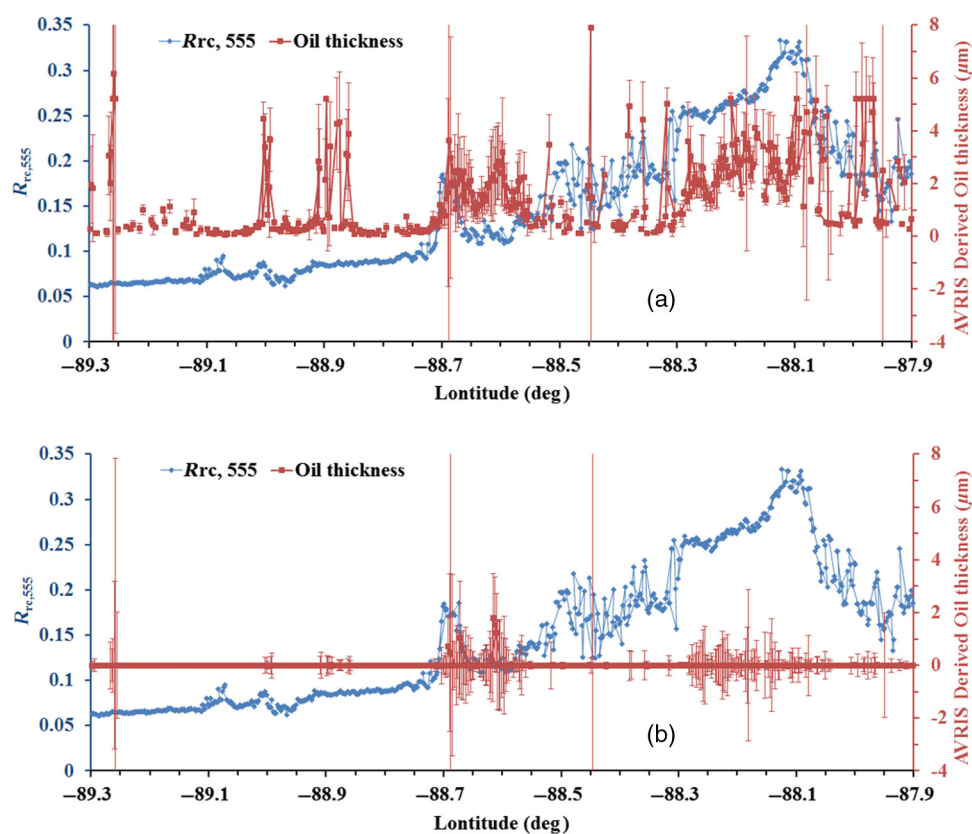 0.35
0.3
0.25
0.2
0.15
0.1
0.05
0
Rrc,555
Rrc, 555 Oil thickness
8
6
4
2
0
-2
-4
AVRIS Derived Oil thickness (μm)
(a)
−89.3 −89.1 −88.9 −88.7 −88.5 −88.3 −88.1 −87.9
Lontitude (deg)
0.35
0.3
0.25
0.2
0.15
0.1
0.05
0
Rrc,555
Rrc, 555 Oil thickness
8
6
4
2
0
-2
-4
AVRIS Derived Oil thickness (μm)
(b)
−89.3 −89.1 −88.9 −88.7 −88.5 −88.3 −88.1 −87.9
Lontitude (deg)